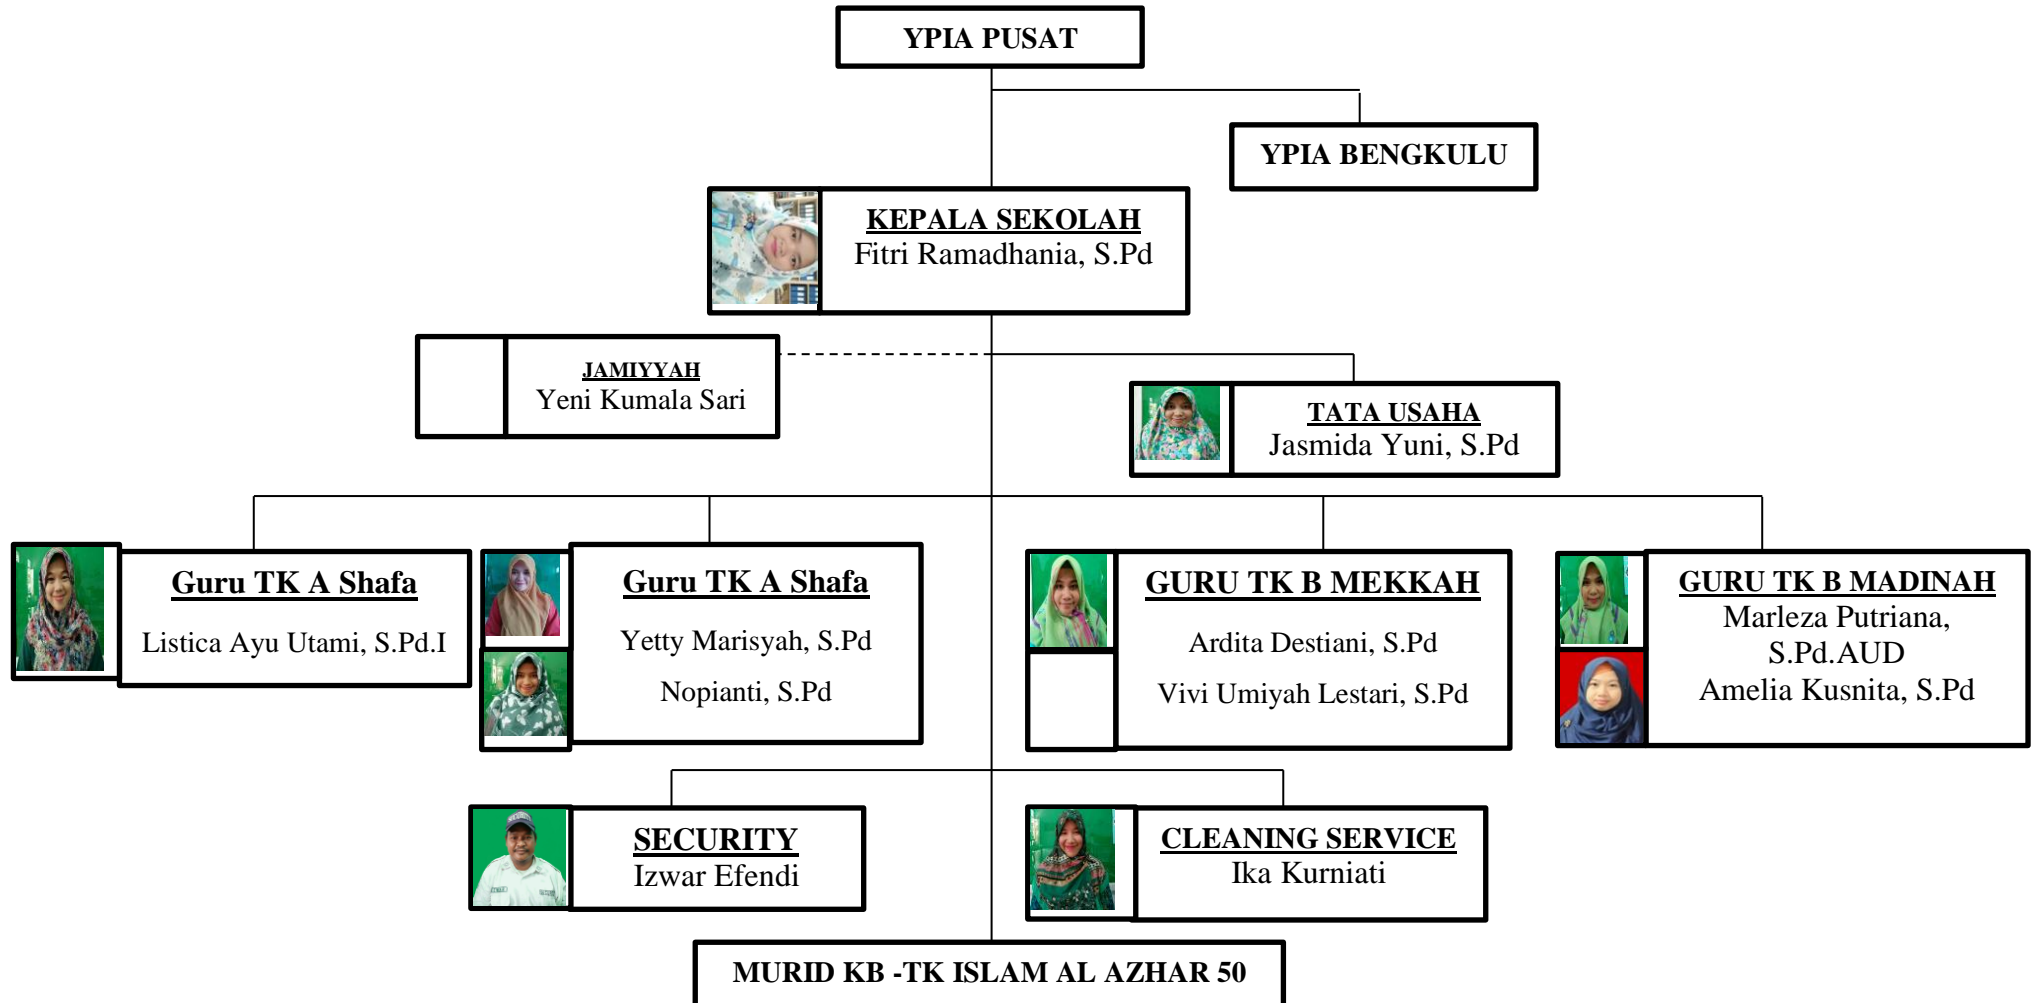 YPIA PUSAT
YPIA BENGKULU
KEPALA SEKOLAH
Fitri Ramadhania, S.Pd
JAMIYYAH
Yeni Kumala Sari
TATA USAHA
Jasmida Yuni, S.Pd
Guru TK A Shafa
Listica Ayu Utami, S.Pd.I
Guru TK A Shafa
Yetty Marisyah, S.Pd
Nopianti, S.Pd
GURU TK B MEKKAH
Ardita Destiani, S.Pd
Vivi Umiyah Lestari, S.Pd
GURU TK B MADINAH
Marleza Putriana,
S.Pd.AUD
Amelia Kusnita, S.Pd
SECURITY
Izwar Efendi
CLEANING SERVICE
Ika Kurniati
MURID KB -TK ISLAM AL AZHAR 50